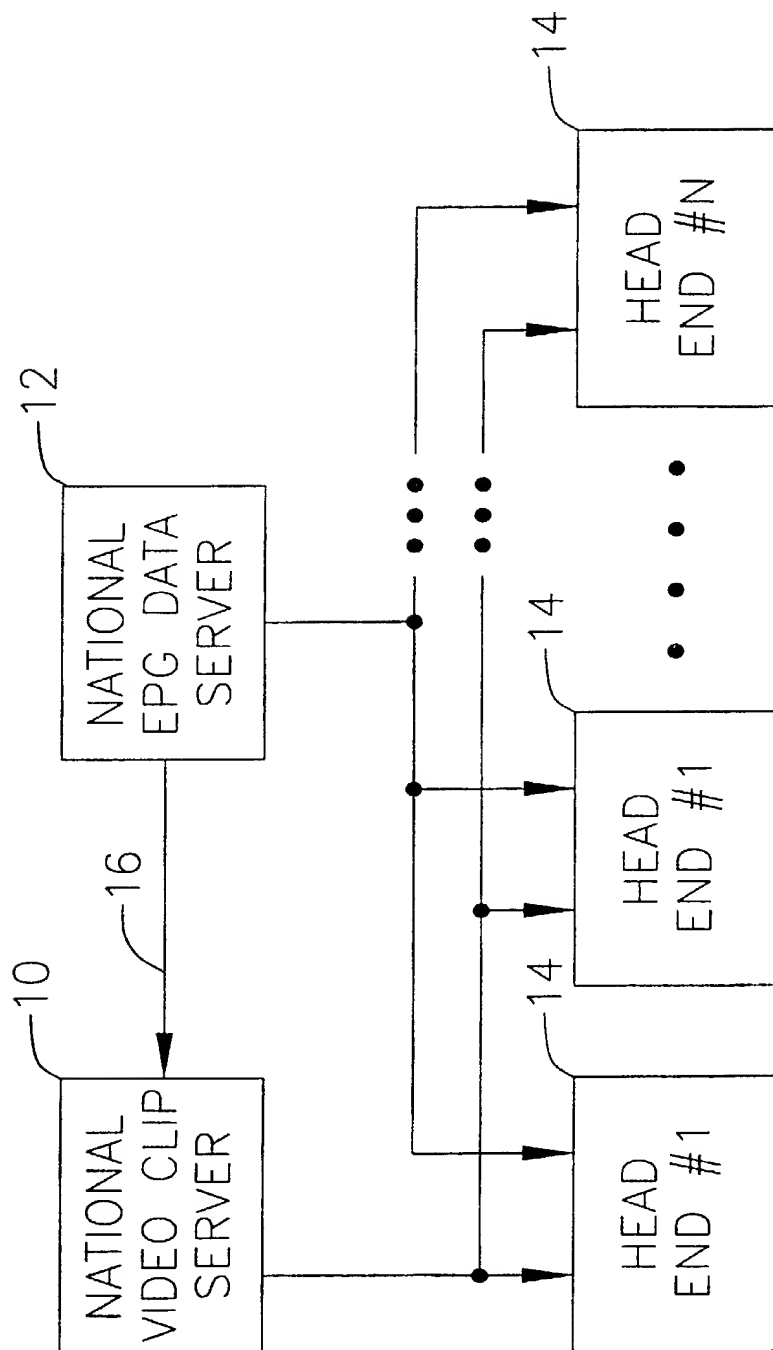 10
NATIONAL
VIDEO CLIP
SERVER
16
12
NATIONAL
EPG DATA
SERVER
14
HEAD
END #1
14
HEAD
END #1
14
HEAD
END #N